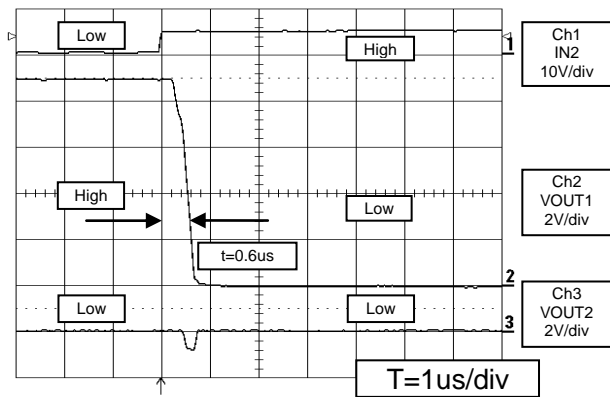 Low
High
1
Ch1
IN2
10V/div
High
Low
Ch2
VOUT1
2V/div
t=0.6us
2
Low
Low
3
Ch3
VOUT2
2V/div
T=1us/div